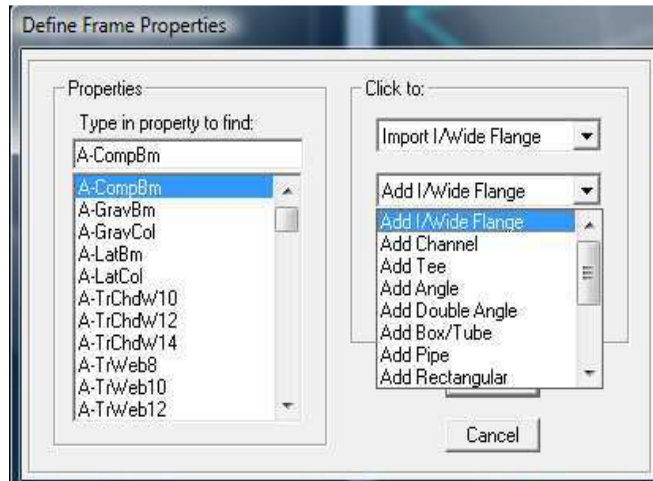 Define Frame Properties
Properties
Type in property to find:
A-CompBm
A-CompBm
A-GravBm
A-GravCol
A-LatBm
A-LatCol
A-TrChdW10
A-TrChdW12
A-TrChdW14
A-TrWeb8
A-TrWeb10
A-TrWeb12
Click to:
Import I/Wide Flange
Add I/Wide Flange
Add I/Wide Flange
Add Channel
Add Tee
Add Angle
Add Double Angle
Add Box/Tube
Add Pipe
Add Rectangular
Cancel